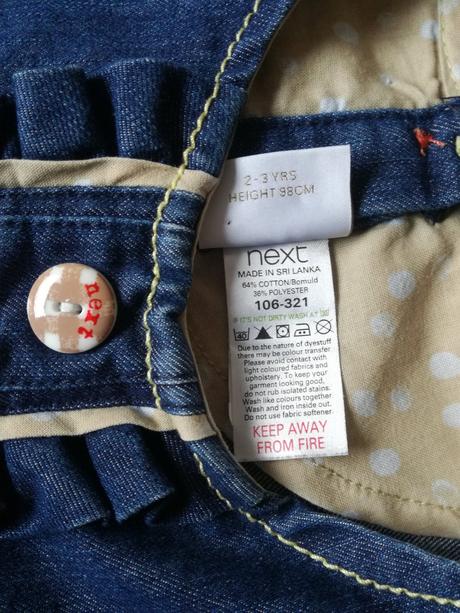 2-3 YRS
HEIGHT 98CM
next
MADE IN SRI LANKA
64% COTTON/Bomuld
36% POLYESTER
106-321
IF IT'S NOT DIRTY WASH AT 30
40
Due to the nature of dyestuff
there may be colour transfer
Please avoid contact with
light coloured fabrics and
upholstery. To keep your
garment looking good,
do not rub isolated stains.
Wash like colours together
Wash and iron inside out.
Do not use fabric softener.
KEEP AWAY
FROM FIRE
next